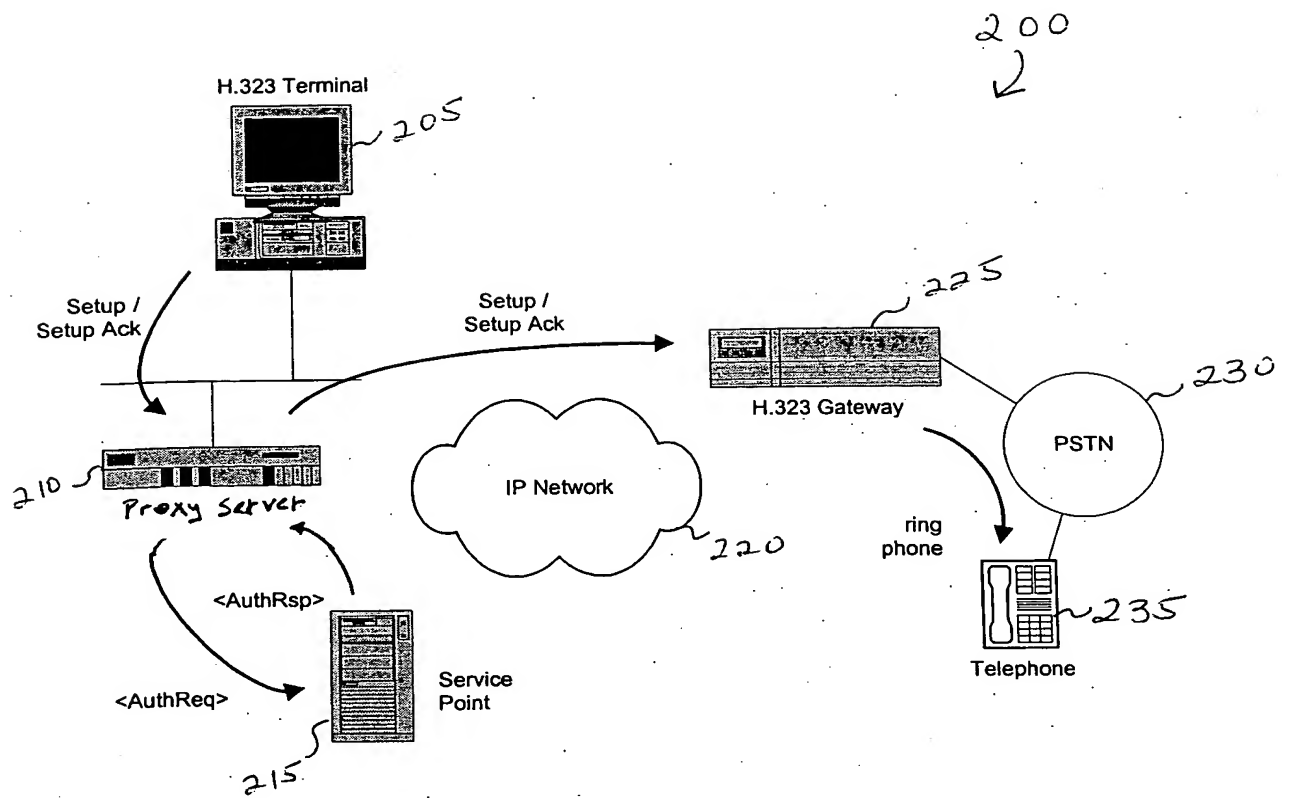 200
H.323 Terminal
205
Setup /
Setup Ack
Setup /
Setup Ack
225
H.323 Gateway
230
PSTN
210
Proxy Server
IP Network
220
ring
phone
<AuthRsp>
235
Telephone
<AuthReq>
Service
Point
215